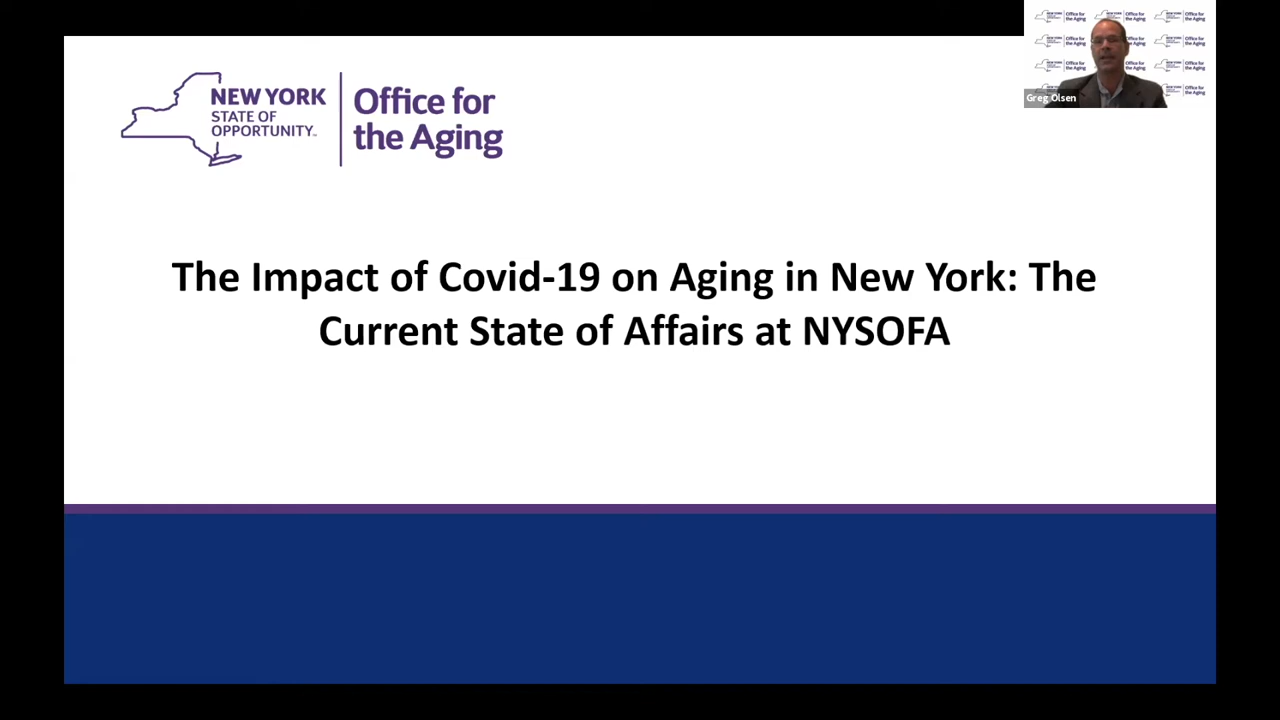 NEW YORK
STATE OF
OPPORTUNITY™
Office for
the Aging
Greg Olsen
The Impact of Covid-19 on Aging in New York: The
Current State of Affairs at NYSOFA